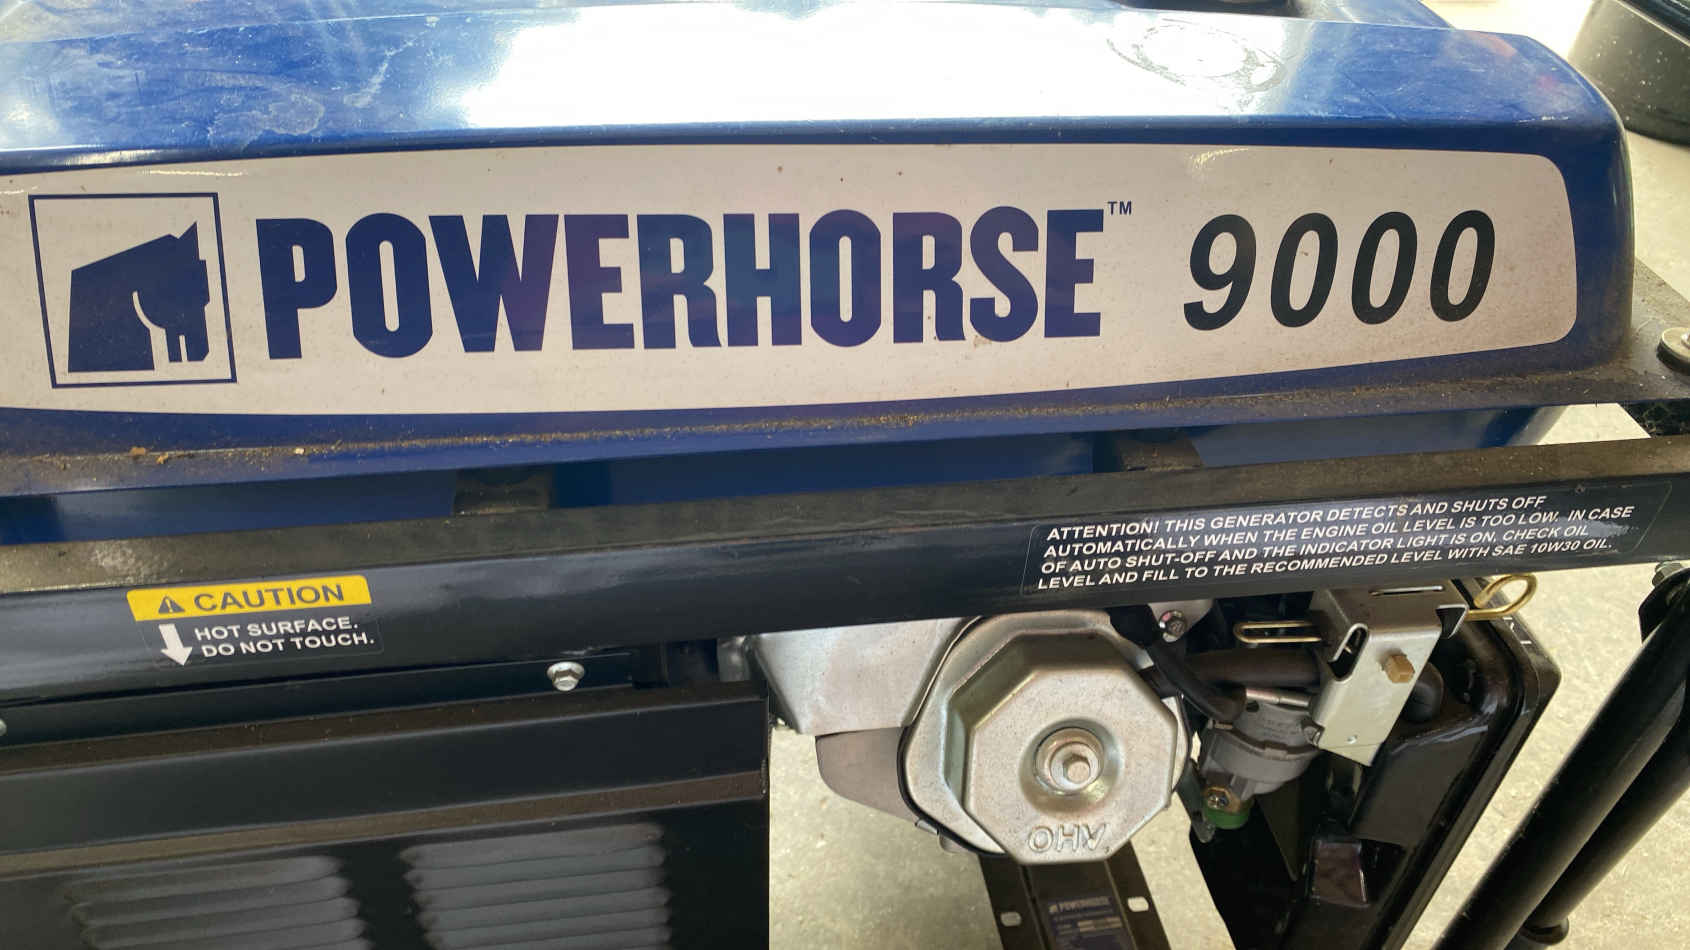 POWERHORSE™ 9000
ATTENTION! THIS GENERATOR DETECTS AND SHUTS OFF
AUTOMATICALLY WHEN THE ENGINE OIL LEVEL IS TOO LOW. IN CASE
OF AUTO SHUT-OFF AND THE INDICATOR LIGHT IS ON, CHECK OIL
LEVEL AND FILL TO THE RECOMMENDED LEVEL WITH SAE 10W30 OIL.
CAUTION
HOT SURFACE.
DO NOT TOUCH.
OHV
POWERHORSE